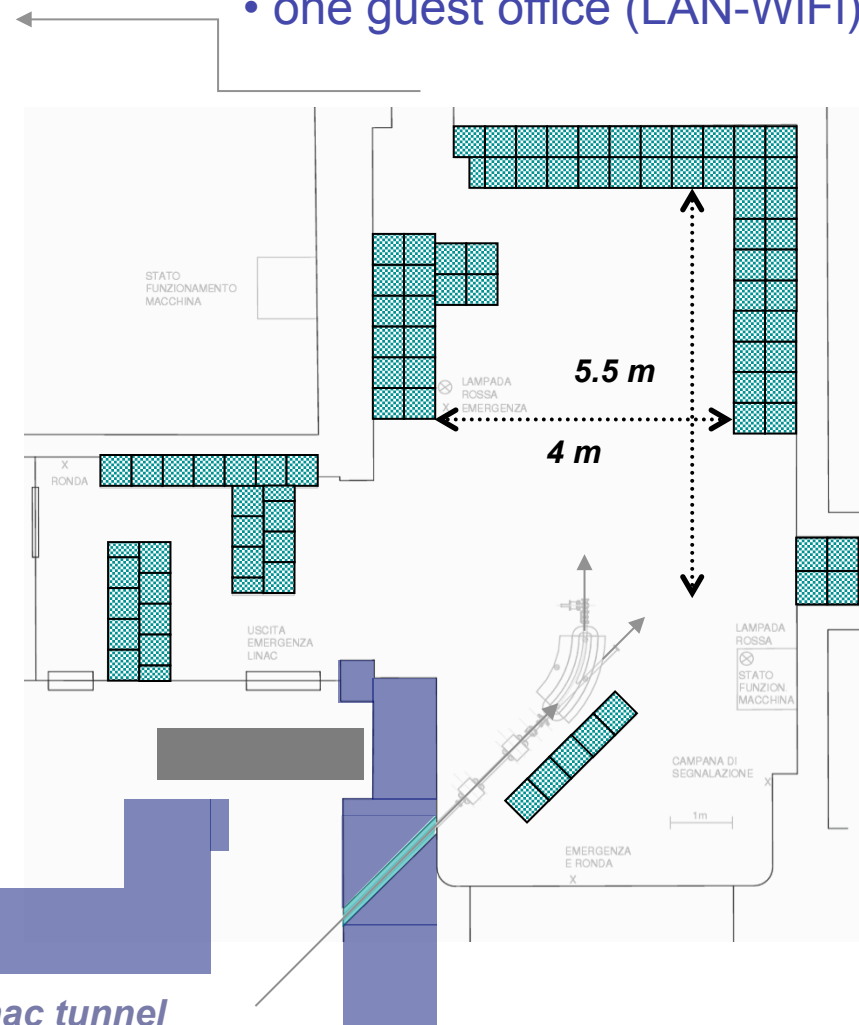 • one guest office (LAN-WiFi)
STATO
FUNZIONAMENTO
MACCHINA
5.5 m
LAMPADA
ROSSA
X EMERGENZA
4 m
X
RONDA
USCITA
EMERGENZA
LINAC
LAMPADA
ROSSA
STATO
FUNZION.
MACCHINA
CAMPANA DI
SEGNALAZIONE
X
1m
EMERGENZA
E RONDA
X
tunnel